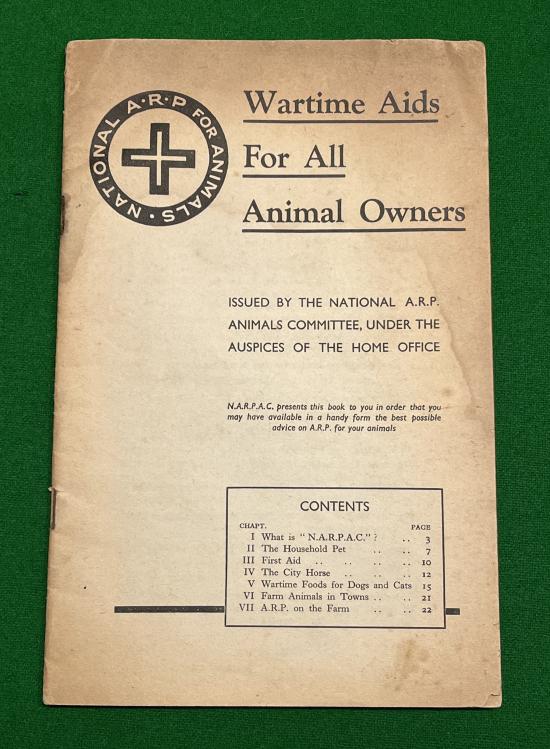 NATIONAL A·R·P FOR ANIMALS ·
Wartime Aids
For All
Animal Owners
ISSUED BY THE NATIONAL A.R.P.
ANIMALS COMMITTEE, UNDER THE
AUSPICES OF THE HOME OFFICE
N.A.R.P.A.C. presents this book to you in order that you
may have available in a handy form the best possible
advice on A.R.P. for your animals
CONTENTS
CHAPT. PAGE
I What is "N.A.R.P.A.C."? .. 3
II The Household Pet .. .. 7
III First Aid .. .. .. .. 10
IV The City Horse .. .. .. 12
V Wartime Foods for Dogs and Cats 15
VI Farm Animals in Towns .. .. 21
VII A.R.P. on the Farm .. .. 22